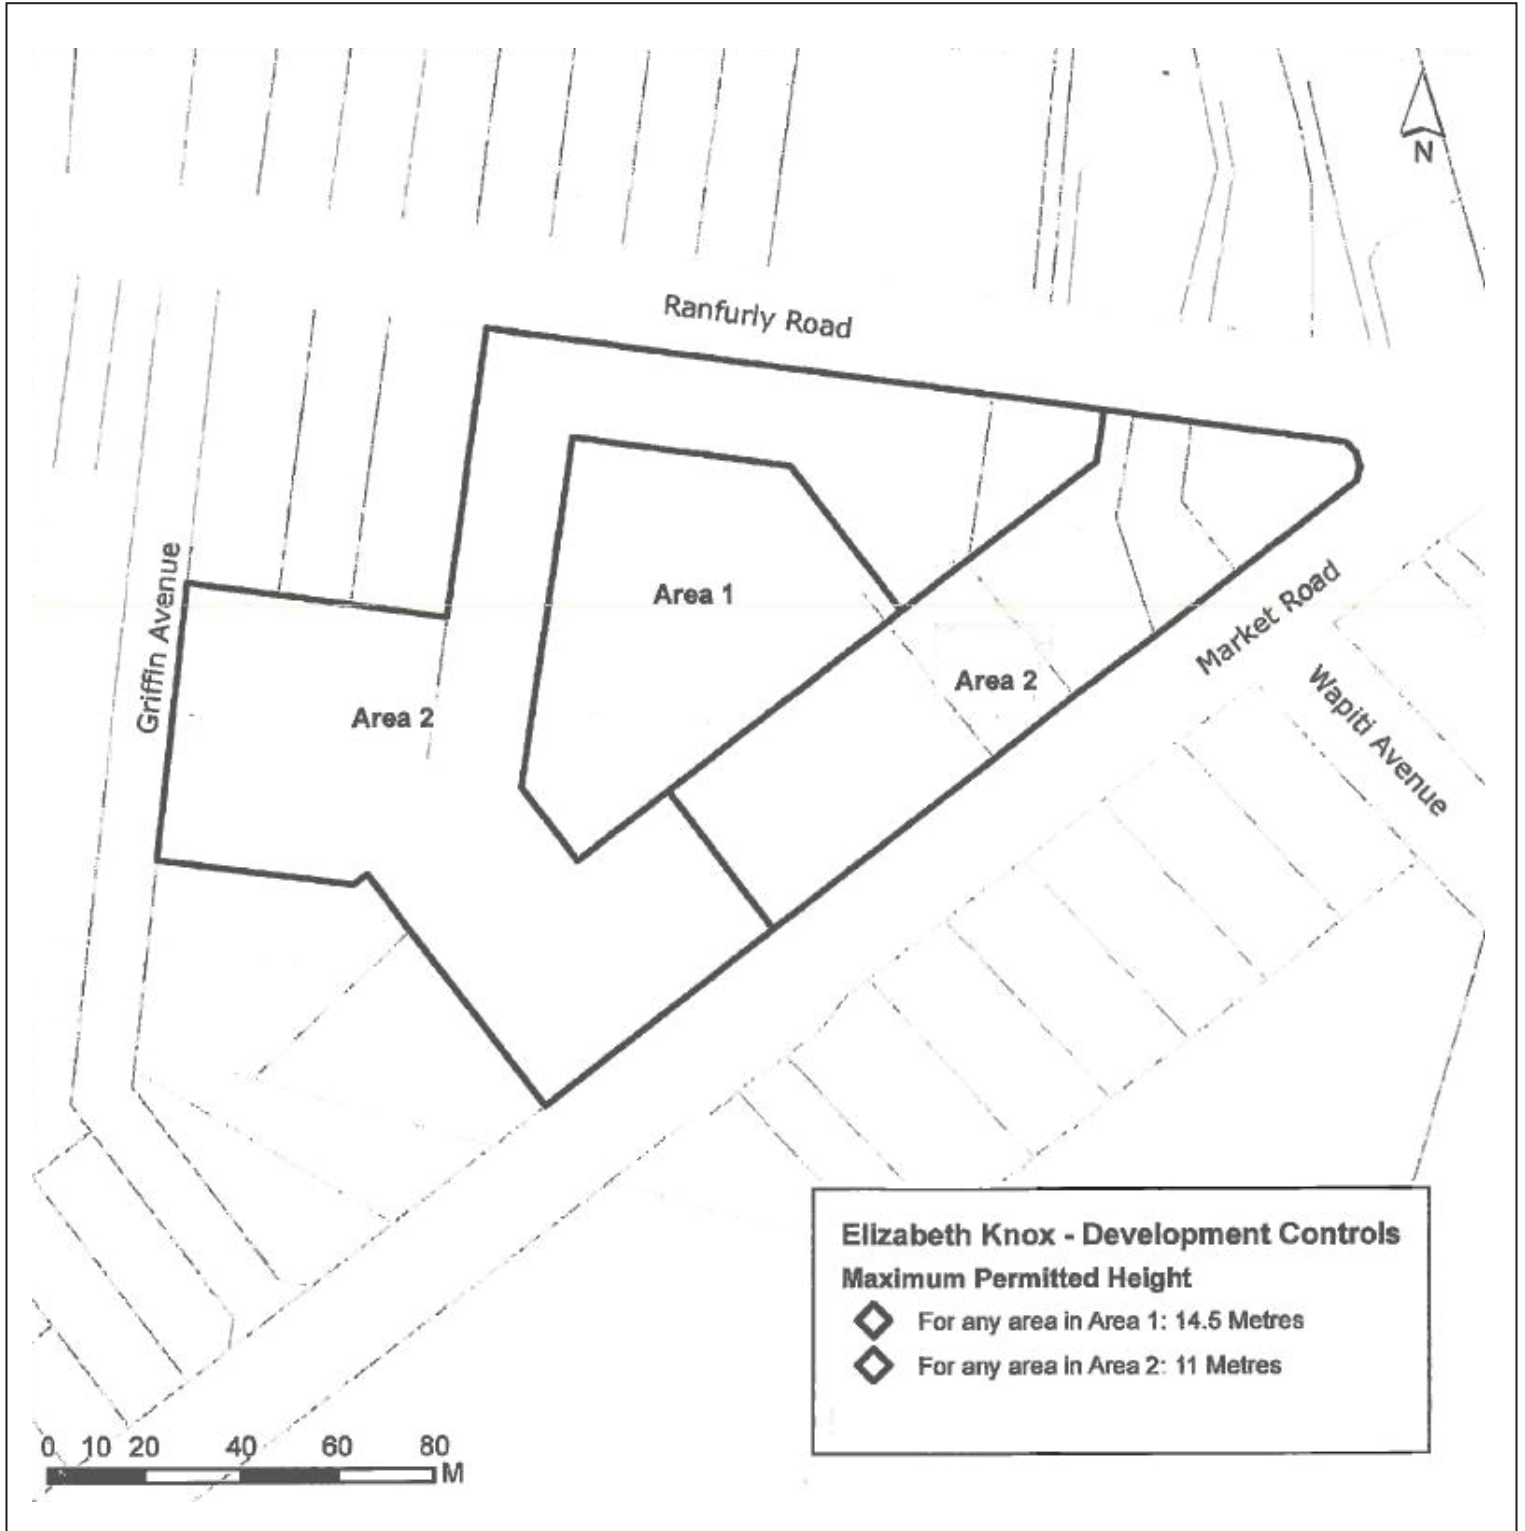 N
Ranfurly Road
Griffin Avenue
Area 1
Area 2
Area 2
Market Road
Wapiti Avenue
Elizabeth Knox - Development Controls
Maximum Permitted Height
For any area in Area 1: 14.5 Metres
For any area in Area 2: 11 Metres
0 10 20 40 60 80
M